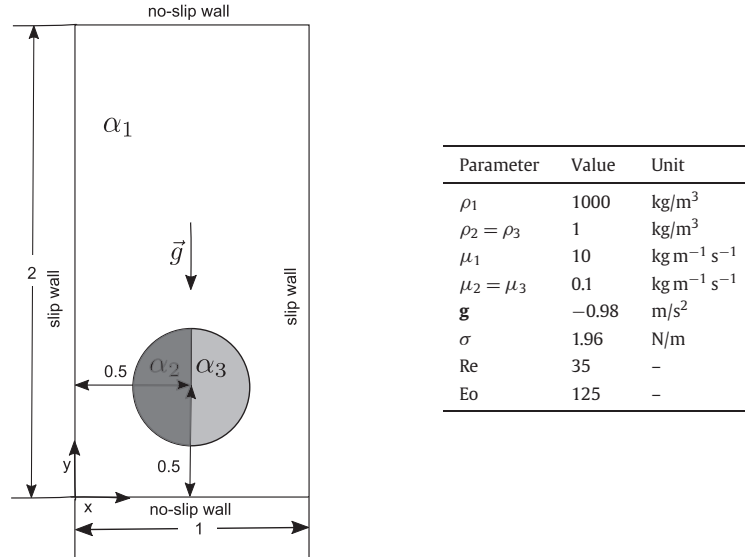 no-slip wall
α₁
g⃗
2
slip wall
slip wall
α₂
α₃
0.5
0.5
y
x
no-slip wall
1
Parameter Value Unit
ρ₁ 1000 kg/m³
ρ₂ = ρ₃ 1 kg/m³
μ₁ 10 kg m⁻¹ s⁻¹
μ₂ = μ₃ 0.1 kg m⁻¹ s⁻¹
g −0.98 m/s²
σ 1.96 N/m
Re 35 –
Eo 125 –